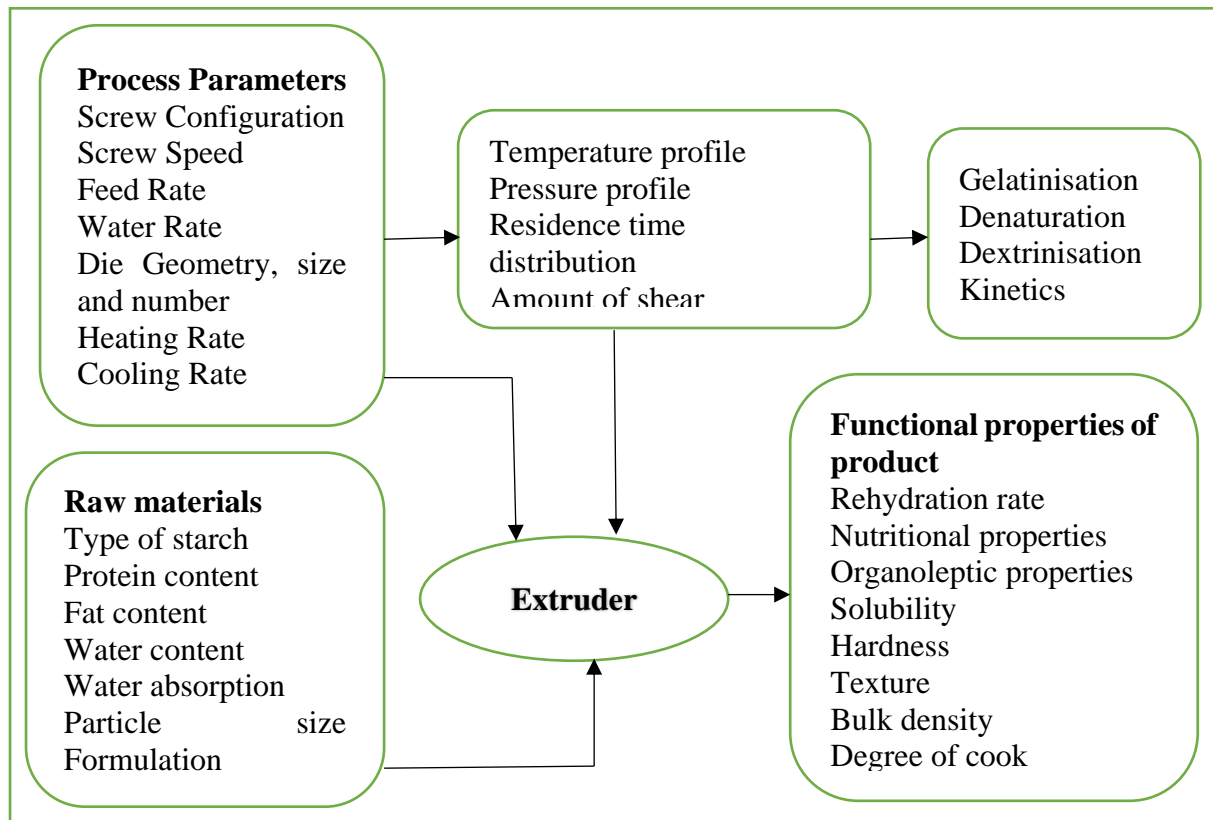 Process Parameters
Screw Configuration
Screw Speed
Feed Rate
Water Rate
Die Geometry, size
and number
Heating Rate
Cooling Rate
Temperature profile
Pressure profile
Residence time
distribution
Amount of shear
Gelatinisation
Denaturation
Dextrinisation
Kinetics
Raw materials
Type of starch
Protein content
Fat content
Water content
Water absorption
Particle size
Formulation
Extruder
Functional properties of
product
Rehydration rate
Nutritional properties
Organoleptic properties
Solubility
Hardness
Texture
Bulk density
Degree of cook